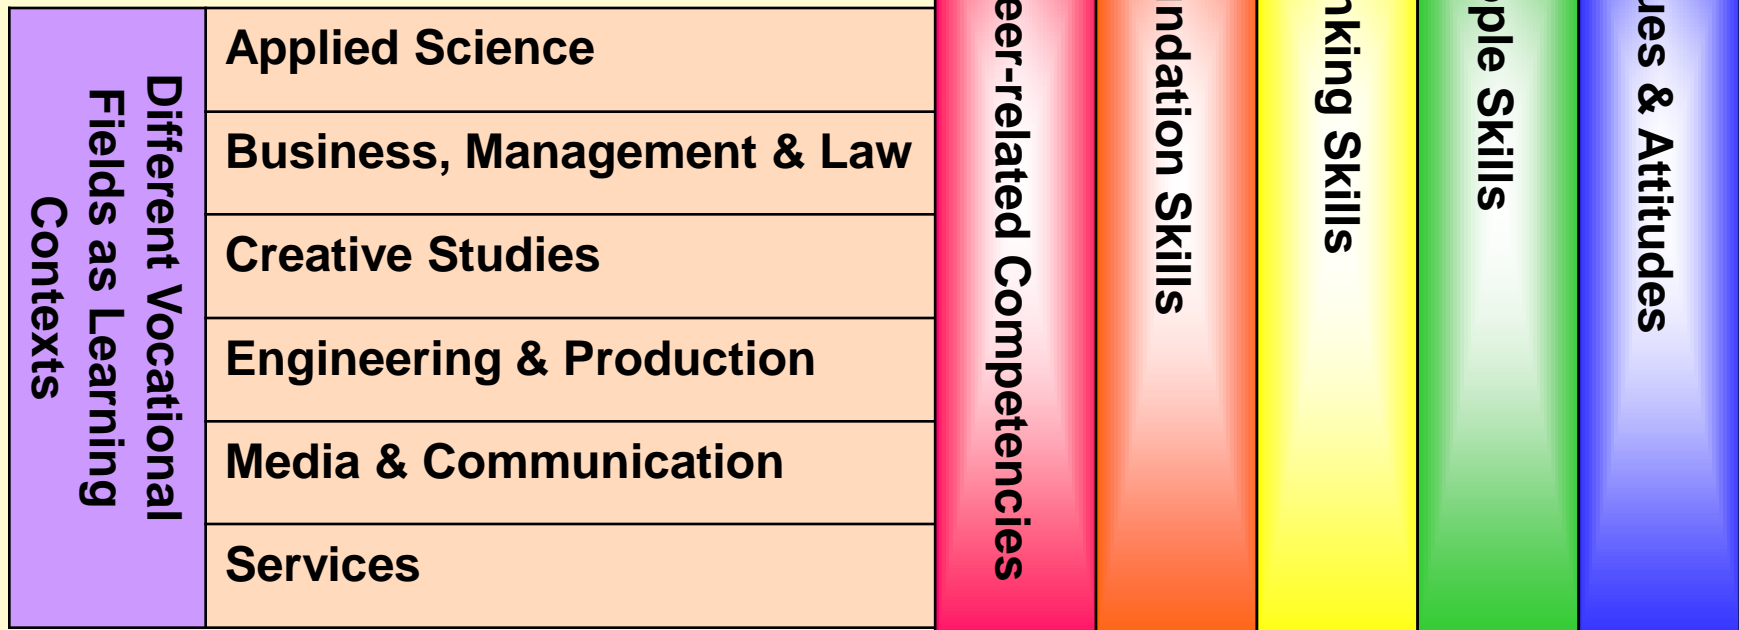 Different Vocational
Fields as Learning
Contexts
Applied Science
Business, Management & Law
Creative Studies
Engineering & Production
Media & Communication
Services
eer-related Competencies
ndation Skills
nking Skills
ple Skills
ues & Attitudes